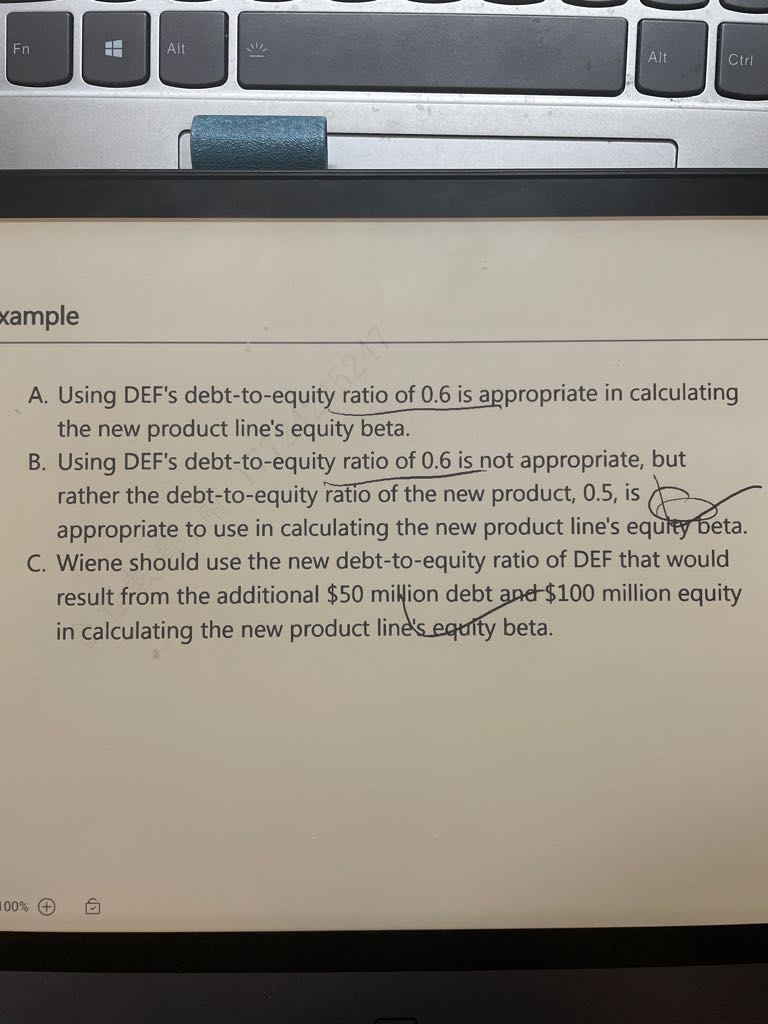 Fn
Alt
Alt
Ctrl
xample
A. Using DEF's debt-to-equity ratio of 0.6 is appropriate in calculating
the new product line's equity beta.
B. Using DEF's debt-to-equity ratio of 0.6 is not appropriate, but
rather the debt-to-equity ratio of the new product, 0.5, is
appropriate to use in calculating the new product line's equity beta.
C. Wiene should use the new debt-to-equity ratio of DEF that would
result from the additional $50 million debt and $100 million equity
in calculating the new product line's equity beta.
100%